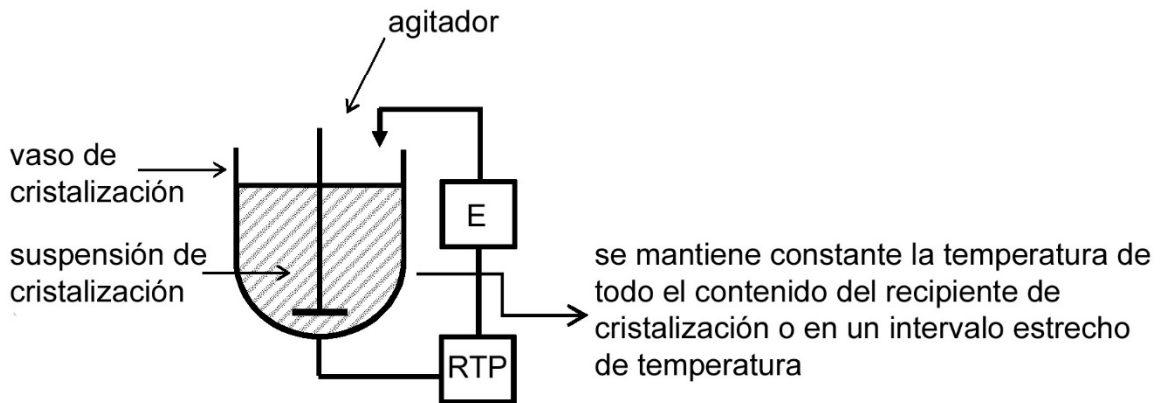 agitador
vaso de
cristalización
suspensión de
cristalización
E
RTP
se mantiene constante la temperatura de
todo el contenido del recipiente de
cristalización o en un intervalo estrecho
de temperatura